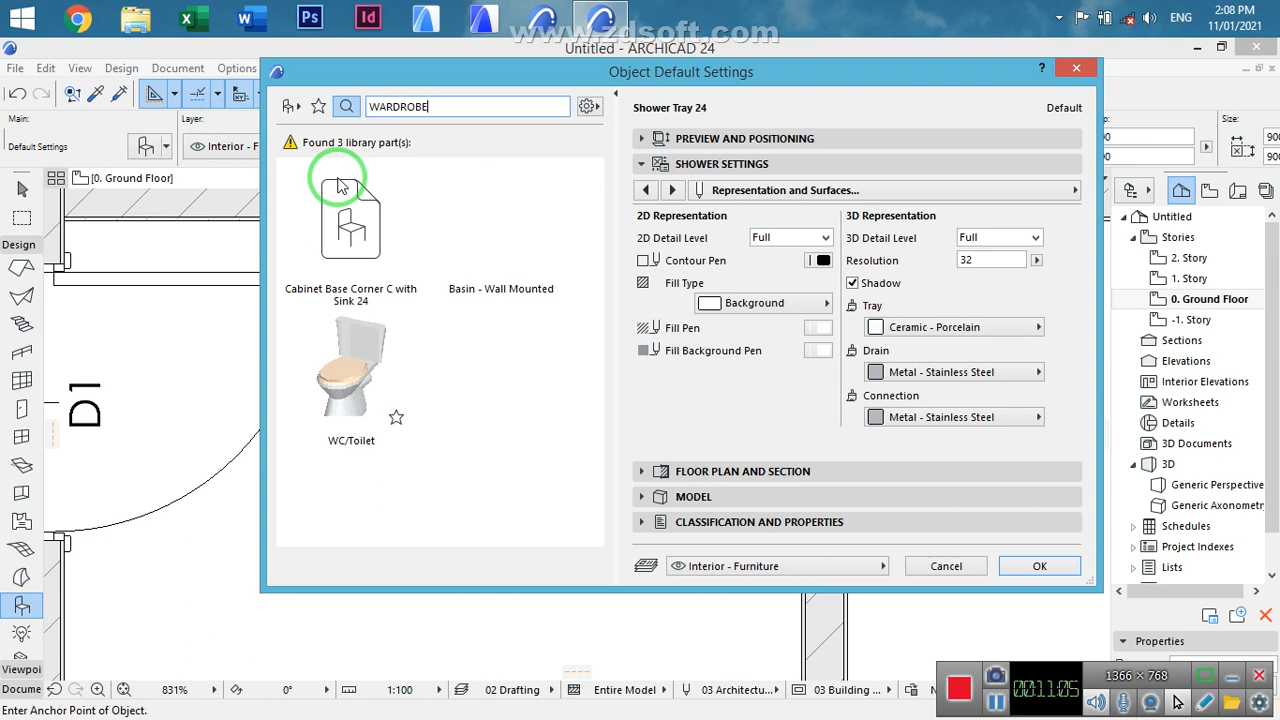 W
Ps
Id
ENG
2:08 PM
11/01/2021
www.zdsoft.com
Untitled - ARCHICAD 24
File Edit View Design Document Options
Object Default Settings
?
Main:
Default Settings
Layer:
Interior - F
Size:
WARDROBE
Found 3 library part(s):
Cabinet Base Corner C with
Sink 24
Basin - Wall Mounted
WC/Toilet
Shower Tray 24
Default
PREVIEW AND POSITIONING
SHOWER SETTINGS
Representation and Surfaces...
2D Representation
2D Detail Level Full
Contour Pen
Fill Type
Background
Fill Pen
Fill Background Pen
3D Representation
3D Detail Level Full
Resolution 32
Shadow
Tray
Ceramic - Porcelain
Drain
Metal - Stainless Steel
Connection
Metal - Stainless Steel
FLOOR PLAN AND SECTION
MODEL
CLASSIFICATION AND PROPERTIES
Interior - Furniture
Cancel
OK
[0. Ground Floor]
Design
D1
Viewpoi
Docume
Untitled
Stories
2. Story
1. Story
0. Ground Floor
-1. Story
Sections
Elevations
Interior Elevations
Worksheets
Details
3D Documents
3D
Generic Perspective
Generic Axonometr
Schedules
Project Indexes
Lists
Properties
831%
0°
1:100
02 Drafting
Entire Model
03 Architectu...
03 Building ...
Enter Anchor Point of Object.
00:11:05
1366 × 768